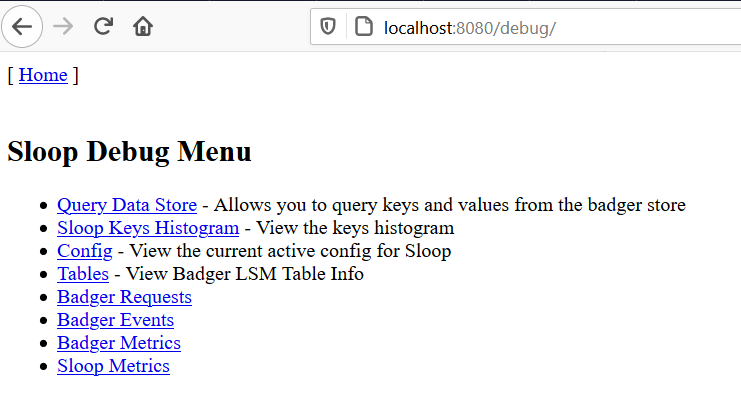 localhost:8080/debug/
[ Home ]
Sloop Debug Menu
Query Data Store - Allows you to query keys and values from the badger store
Sloop Keys Histogram - View the keys histogram
Config - View the current active config for Sloop
Tables - View Badger LSM Table Info
Badger Requests
Badger Events
Badger Metrics
Sloop Metrics